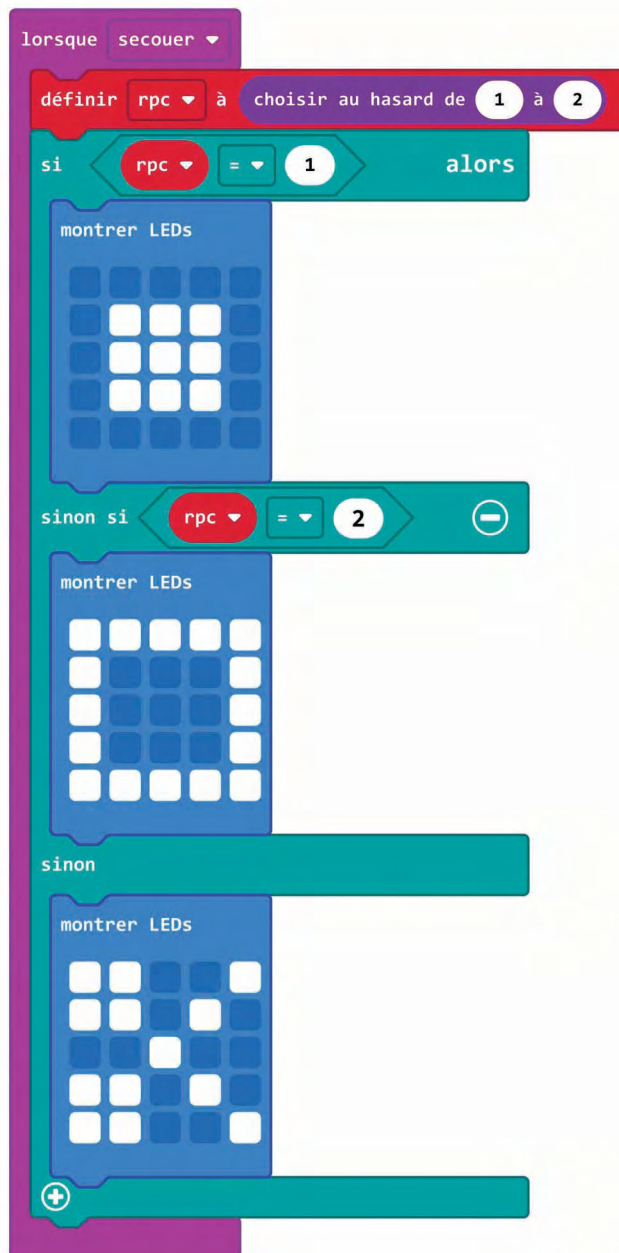 lorsque secouer
définir rpc à choisir au hasard de 1 à 2
si rpc = 1 alors
montrer LEDs
sinon si rpc = 2
montrer LEDs
sinon
montrer LEDs